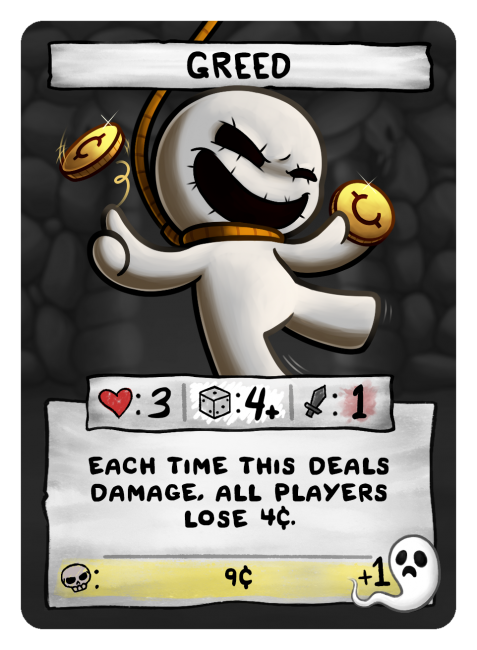 GREED
:3 :4+ :1
EACH TIME THIS DEALS
DAMAGE, ALL PLAYERS
LOSE 4¢.
: 9¢ +1